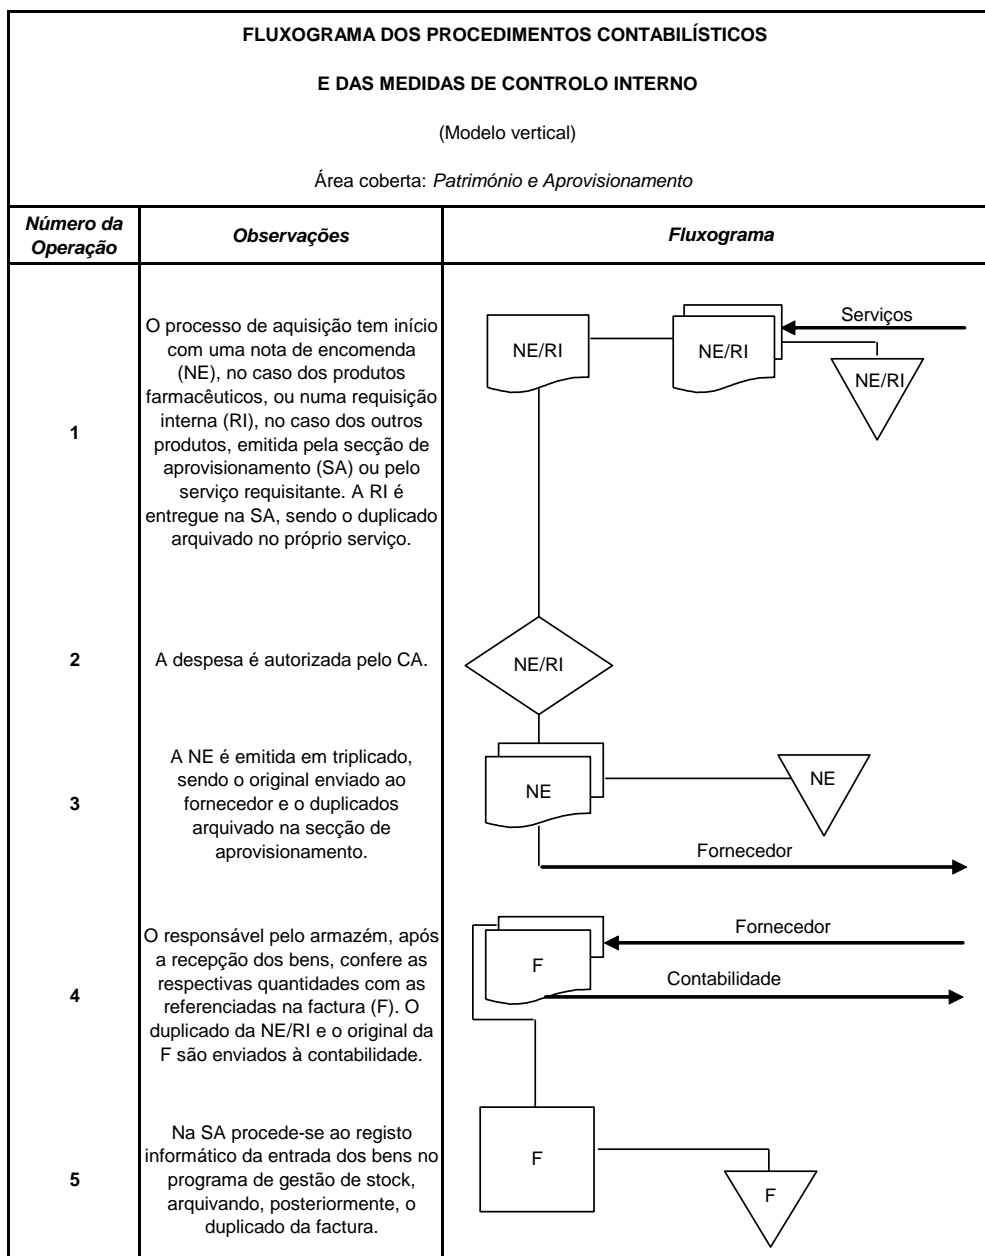 FLUXOGRAMA DOS PROCEDIMENTOS CONTABILÍSTICOS
E DAS MEDIDAS DE CONTROLO INTERNO
(Modelo vertical)
Área coberta: Património e Aprovisionamento
Número da
Operação
Observações
Fluxograma
1
O processo de aquisição tem início
com uma nota de encomenda
(NE), no caso dos produtos
farmacêuticos, ou numa requisição
interna (RI), no caso dos outros
produtos, emitida pela secção de
aprovisionamento (SA) ou pelo
serviço requisitante. A RI é
entregue na SA, sendo o duplicado
arquivado no próprio serviço.
NE/RI
NE/RI
Serviços
NE/RI
2
A despesa é autorizada pelo CA.
NE/RI
3
A NE é emitida em triplicado,
sendo o original enviado ao
fornecedor e o duplicados
arquivado na secção de
aprovisionamento.
NE
NE
Fornecedor
4
O responsável pelo armazém, após
a recepção dos bens, confere as
respectivas quantidades com as
referenciadas na factura (F). O
duplicado da NE/RI e o original da
F são enviados à contabilidade.
F
Fornecedor
Contabilidade
5
Na SA procede-se ao registo
informático da entrada dos bens no
programa de gestão de stock,
arquivando, posteriormente, o
duplicado da factura.
F
F